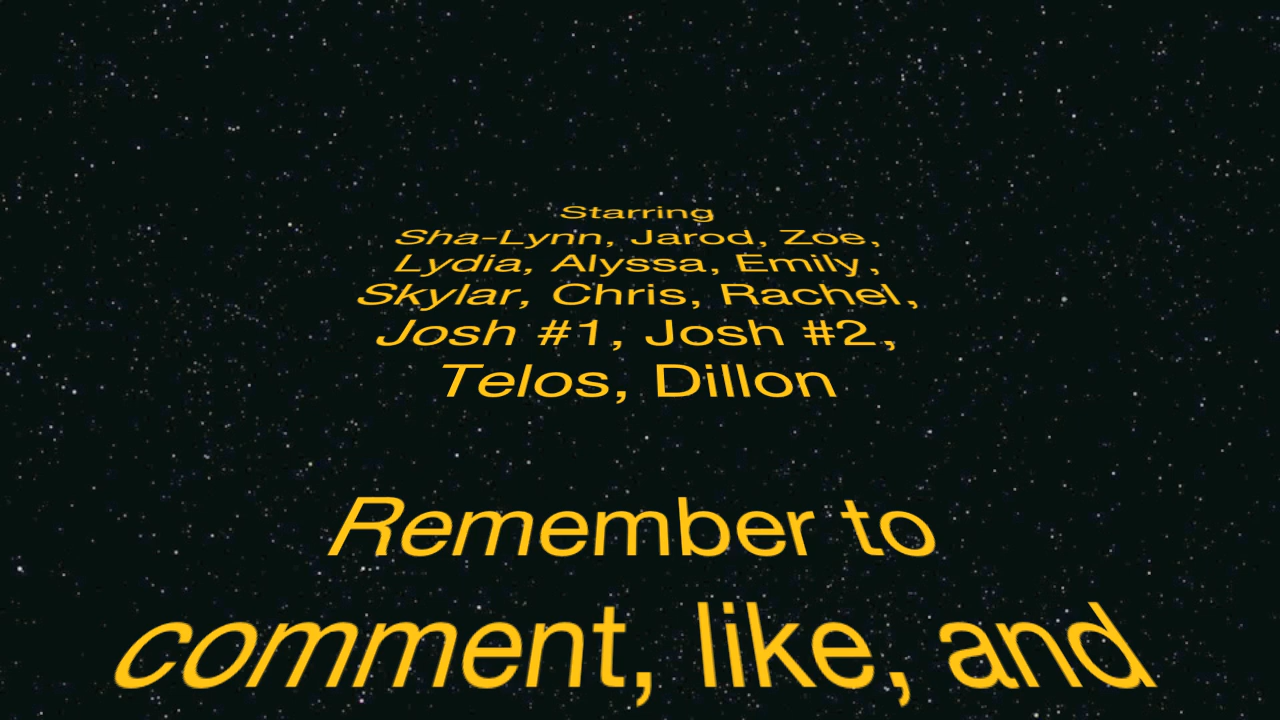 Starring
Sha-Lynn, Jarod, Zoe,
Lydia, Alyssa, Emily,
Skylar, Chris, Rachel,
Josh #1, Josh #2,
Telos, Dillon
Remember to
comment, like, and